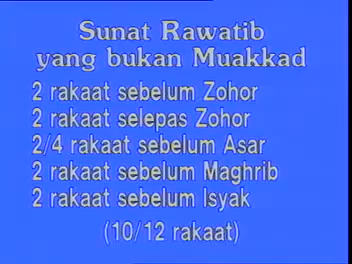 Sunat Rawatib
yang bukan Muakkad
2 rakaat sebelum Zohor
2 rakaat selepas Zohor
2/4 rakaat sebelum Asar
2 rakaat sebelum Maghrib
2 rakaat sebelum Isyak
(10/12 rakaat)